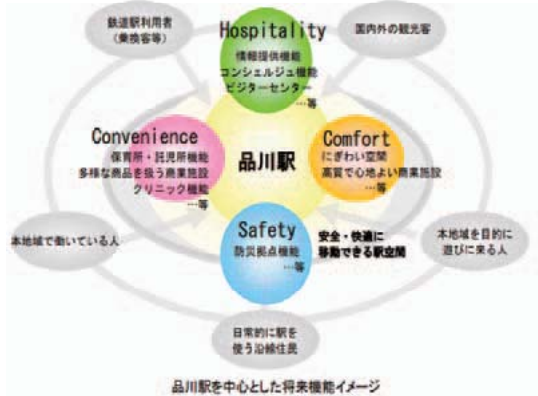 鉄道駅利用者
（乗換客等）
Hospitality
情報提供機能
コンシェルジュ機能
ビジターセンター
…等
国内外の観光客
Convenience
保育所・託児所機能
多様な商品を扱う商業施設
クリニック機能
…等
品川駅
Comfort
にぎわい空間
高質で心地よい商業施設
…等
本地域で働いている人
Safety
防災拠点機能
…等
安全・快適に
移動できる駅空間
本地域を目的に
遊びに来る人
日常的に駅を
使う沿線住民
品川駅を中心とした将来機能イメージ